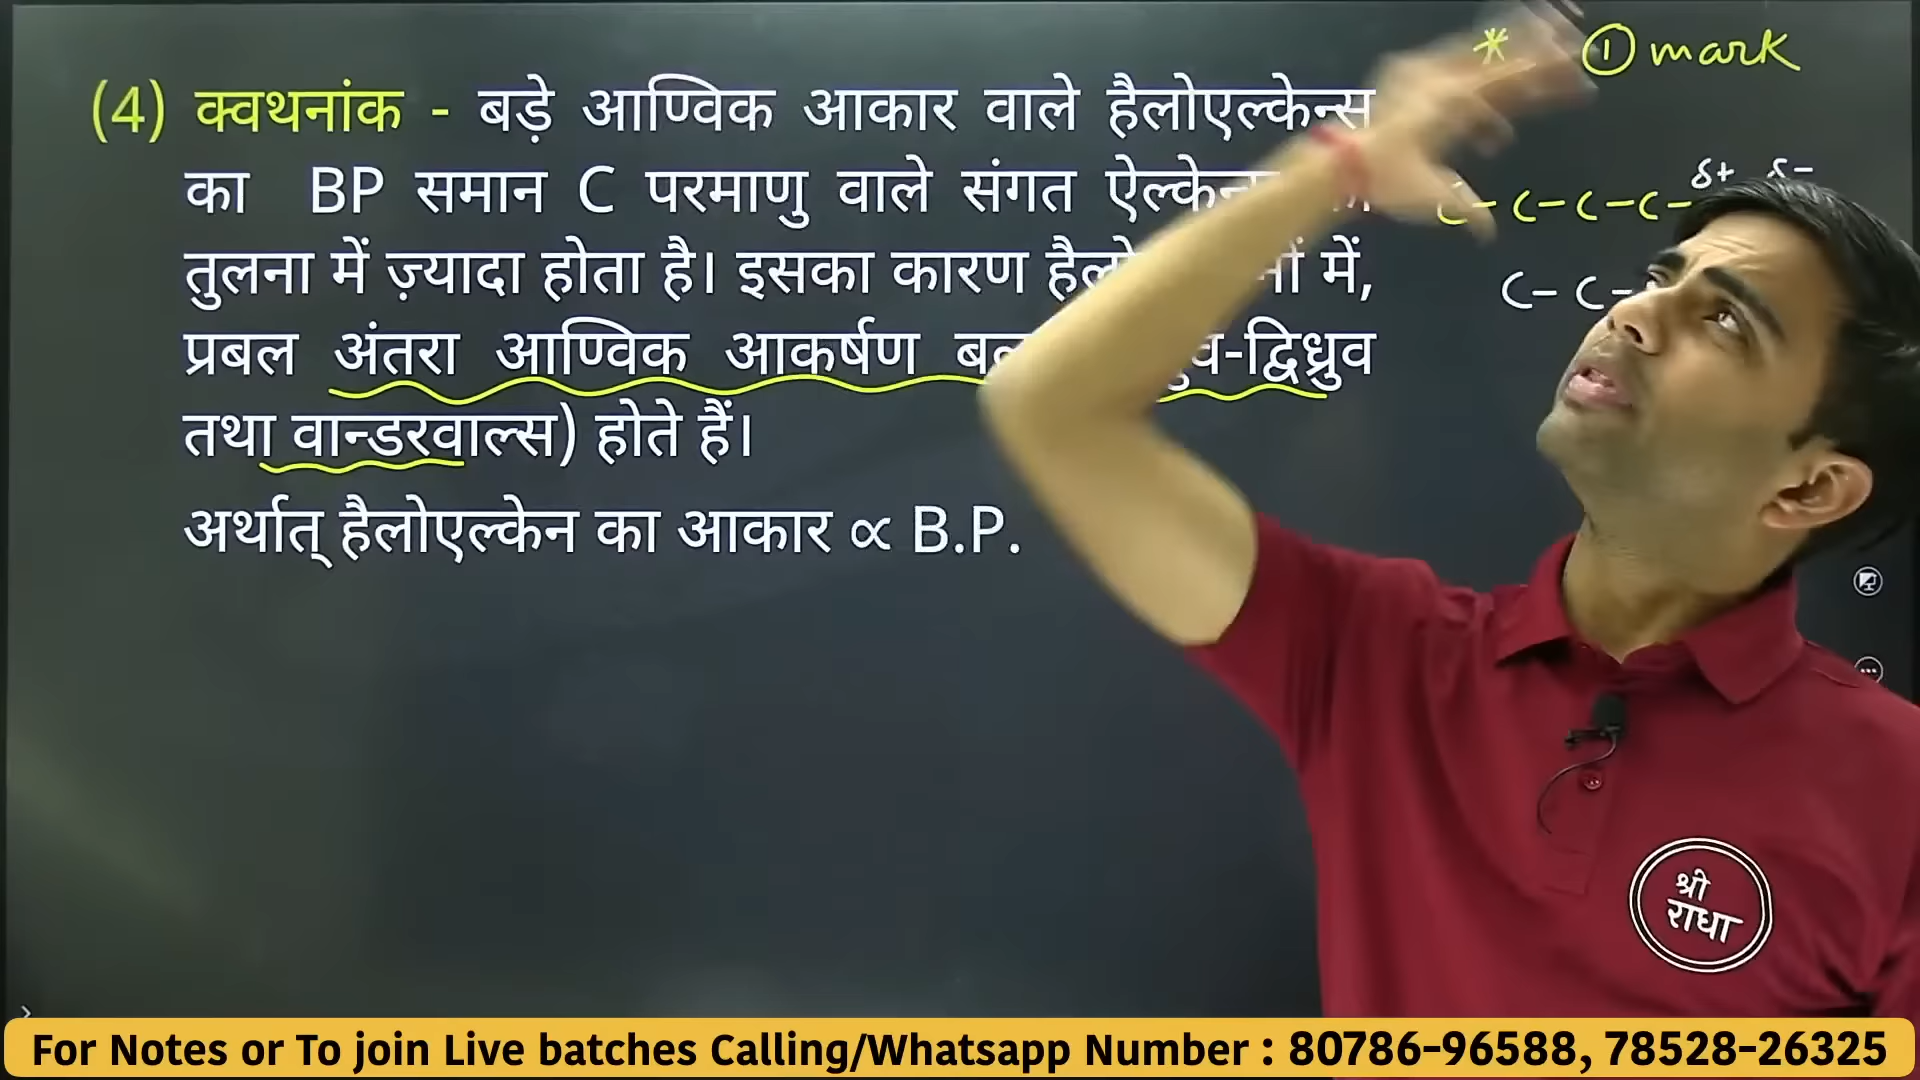 * ① mark
(4) क्वथनांक - बड़े आण्विक आकार वाले हैलोएल्केन्स
का BP समान C परमाणु वाले संगत
तुलना में ज़्यादा होता है। इसका कारण में,
प्रबल अंतरा आण्विक आकर्षण
तथा वान्डरवाल्स) होते हैं।
अर्थात् हैलोएल्केन का आकार ∝ B.P.
δ+ δ-
C-C-C-C-
C-C-
श्री
राधा
For Notes or To join Live batches Calling/Whatsapp Number : 80786-96588, 78528-26325